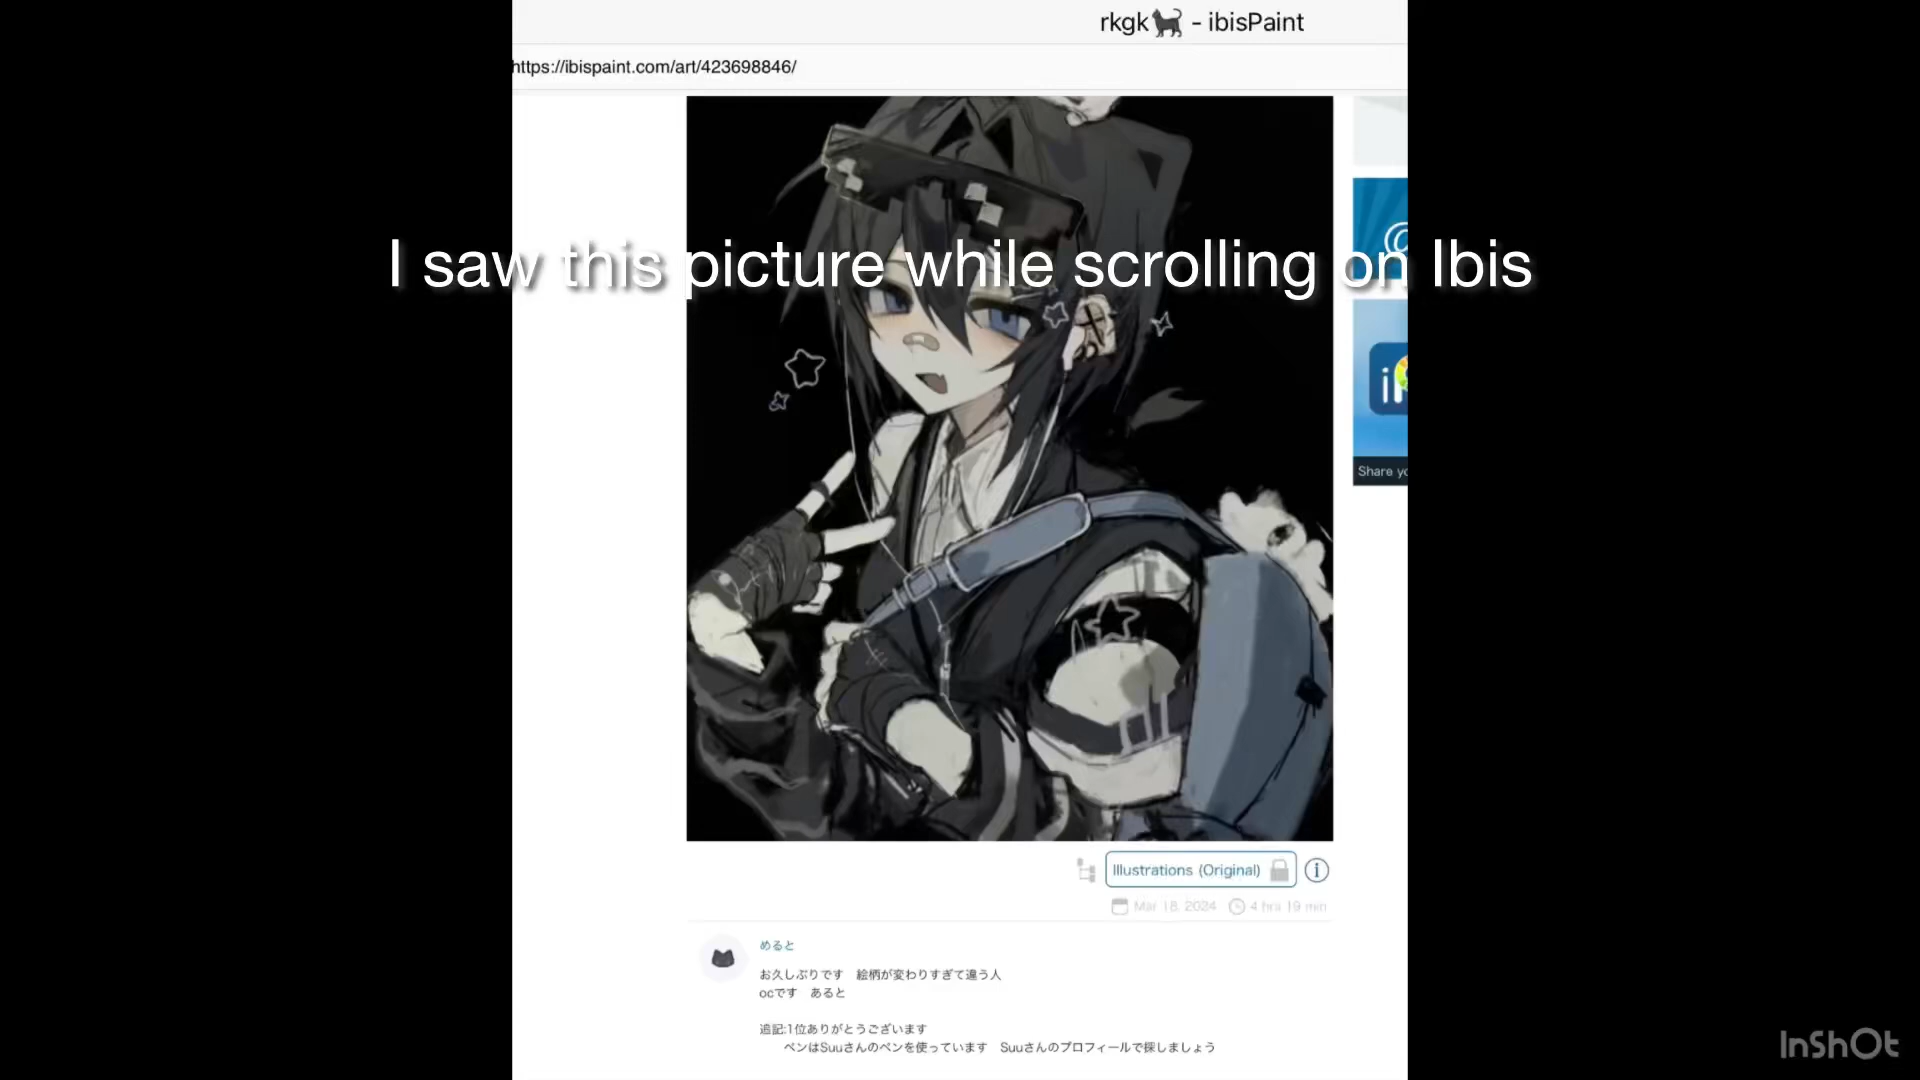 rkgk🐈‍⬛ - ibisPaint
https://ibispaint.com/art/423698846/
I saw this picture while scrolling on Ibis
Share yo
Illustrations (Original)
Mar 18, 2024 4 hrs 19 min
めると
お久しぶりです 絵柄が変わりすぎて違う人
ocです あると
追記:1位ありがとうございます
ペンはSuuさんのペンを使っています Suuさんのプロフィールで探しましょう
InShOt